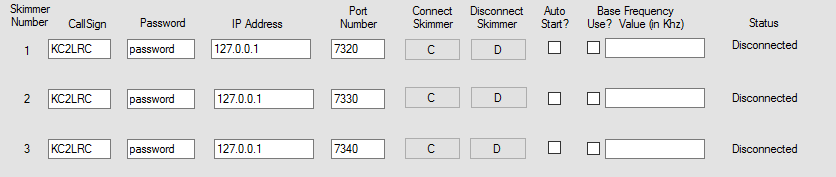 Skimmer Number CallSign Password IP Address Port Number Connect Skimmer Disconnect Skimmer Auto Start? Base Frequency Use? Value (in Khz) Status
1 KC2LRC password 127.0.0.1 7320 C D Disconnected
2 KC2LRC password 127.0.0.1 7330 C D Disconnected
3 KC2LRC password 127.0.0.1 7340 C D Disconnected